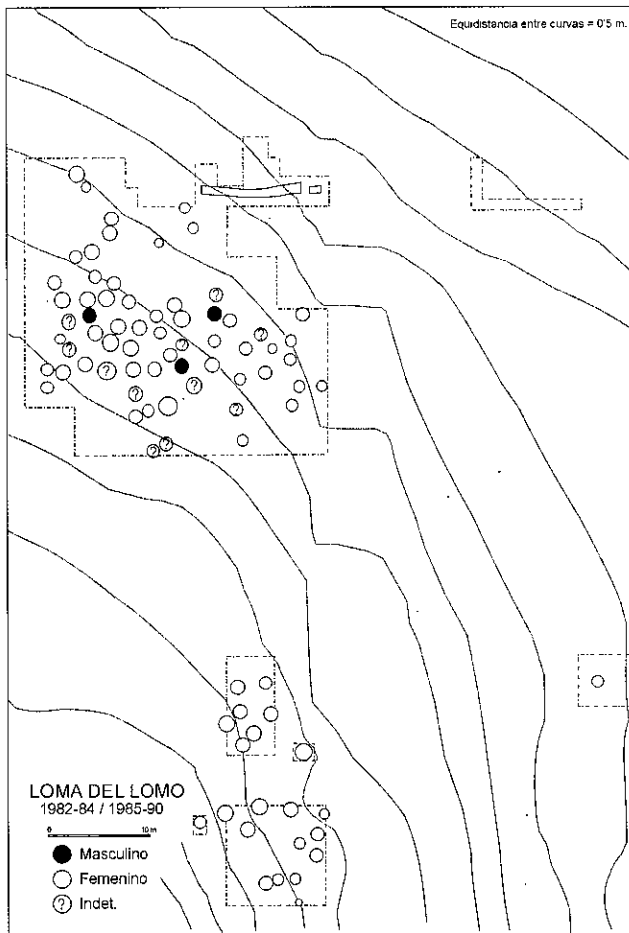 Equidistancia entre curvas = 0'5 m.
?
?
?
?
?
?
?
?
?
?
?
?
LOMA DEL LOMO
1982-84 / 1985-90
0 10 m
Masculino
Femenino
? Indet.